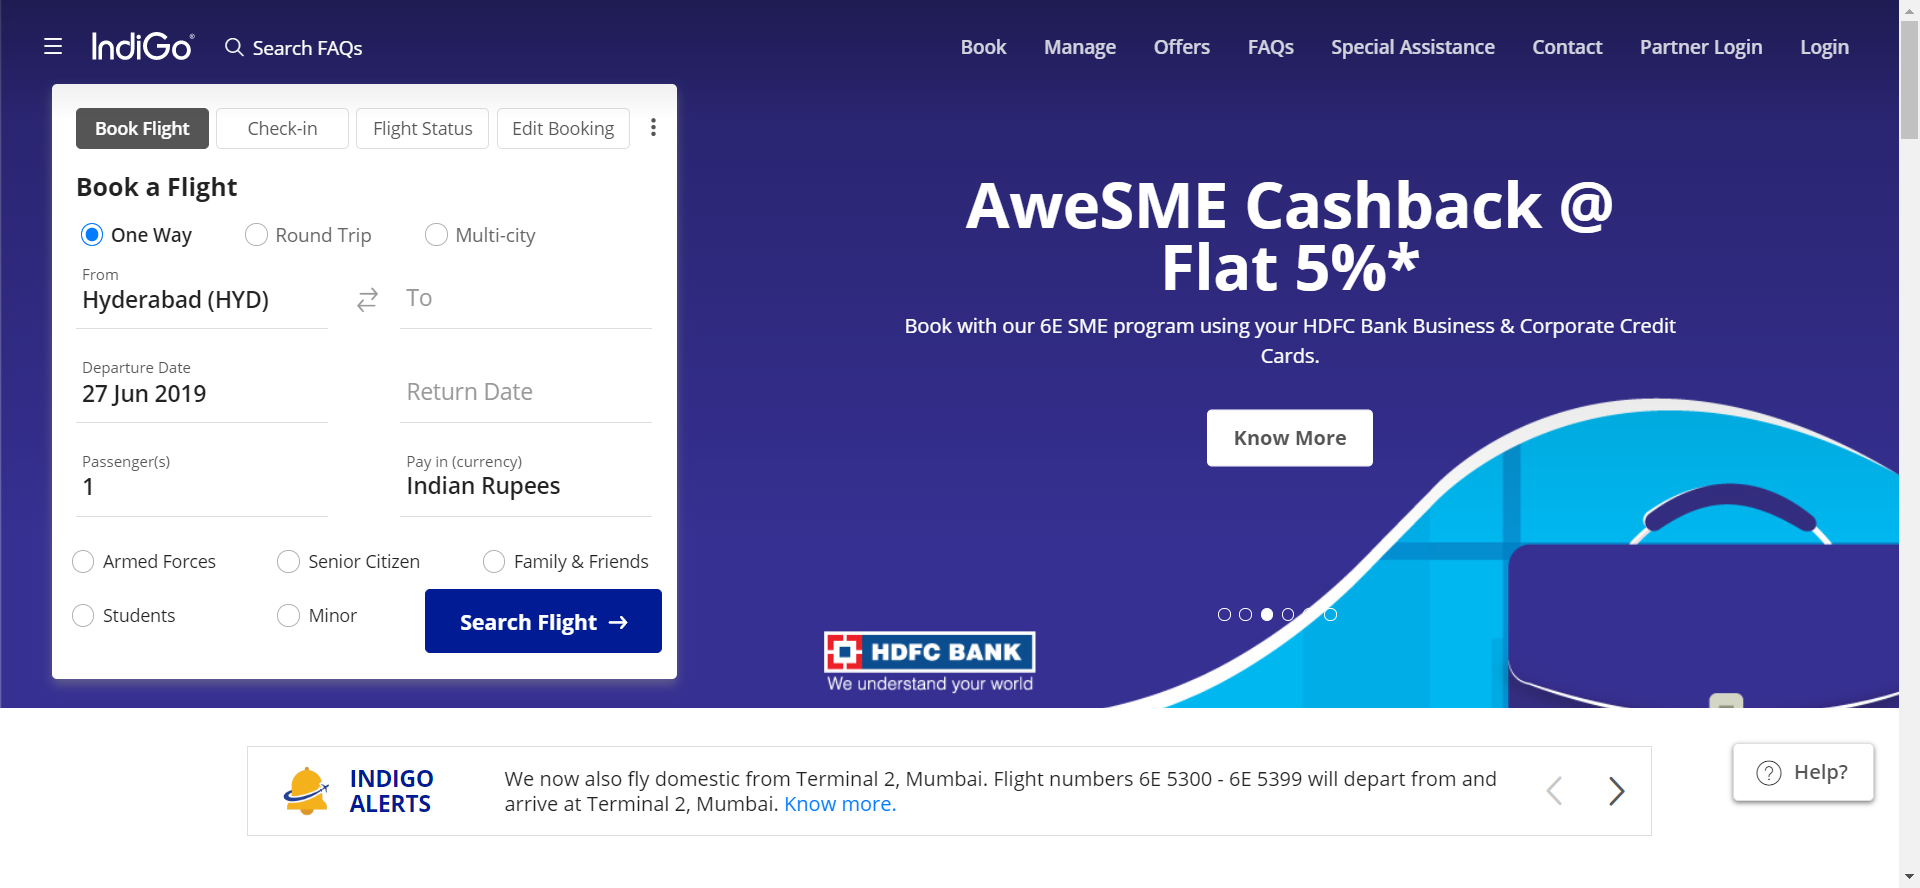 IndiGo
Search FAQs
Book Manage Offers FAQs Special Assistance Contact Partner Login Login
Book Flight Check-in Flight Status Edit Booking
Book a Flight
One Way Round Trip Multi-city
From
Hyderabad (HYD)
To
Departure Date
27 Jun 2019
Return Date
Passenger(s)
1
Pay in (currency)
Indian Rupees
Armed Forces Senior Citizen Family & Friends
Students Minor
Search Flight →
AweSME Cashback @
Flat 5%*
Book with our 6E SME program using your HDFC Bank Business & Corporate Credit
Cards.
Know More
HDFC BANK
We understand your world
INDIGO
ALERTS
We now also fly domestic from Terminal 2, Mumbai. Flight numbers 6E 5300 - 6E 5399 will depart from and
arrive at Terminal 2, Mumbai. Know more.
? Help?